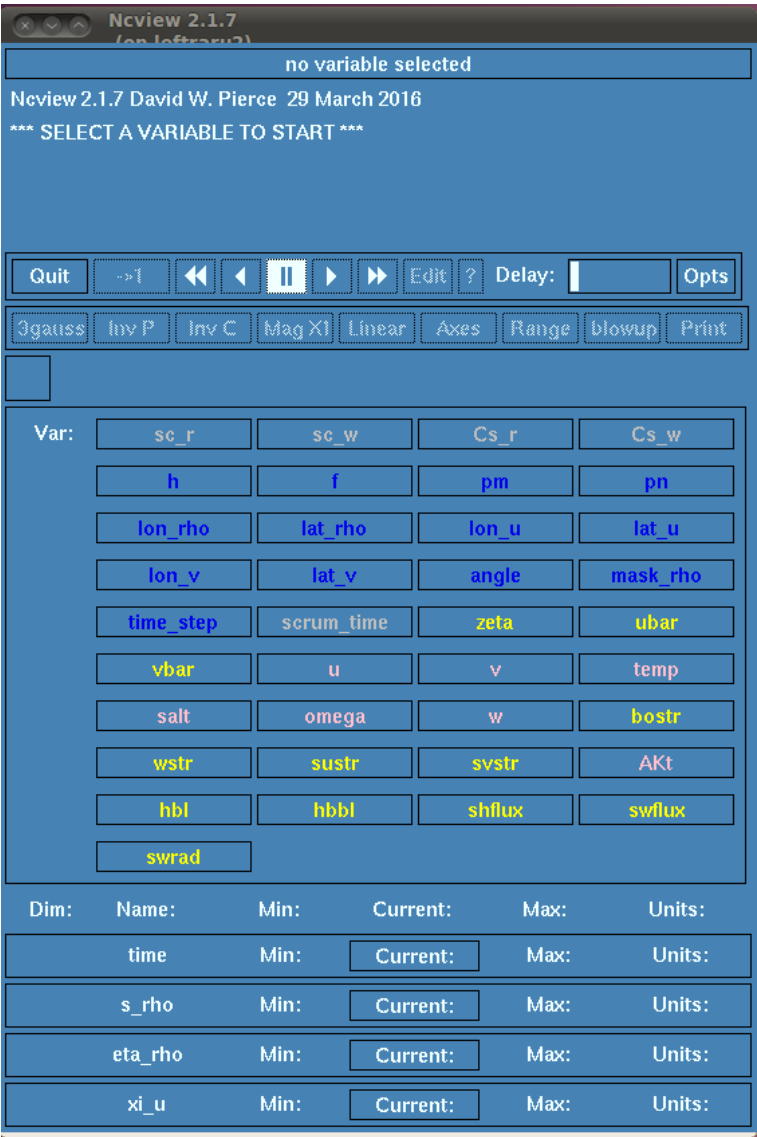 Ncview 2.1.7
(on leftraru2)
no variable selected
Ncview 2.1.7 David W. Pierce  29 March 2016
*** SELECT A VARIABLE TO START ***
Quit ->1 Edit ? Delay: Opts
3gauss Inv P Inv C Mag X1 Linear Axes Range blowup Print
Var: sc_r sc_w Cs_r Cs_w
h f pm pn
lon_rho lat_rho lon_u lat_u
lon_v lat_v angle mask_rho
time_step scrum_time zeta ubar
vbar u v temp
salt omega w bostr
wstr sustr svstr AKt
hbl hbbl shflux swflux
swrad
Dim: Name: Min: Current: Max: Units:
time Min: Current: Max: Units:
s_rho Min: Current: Max: Units:
eta_rho Min: Current: Max: Units:
xi_u Min: Current: Max: Units: